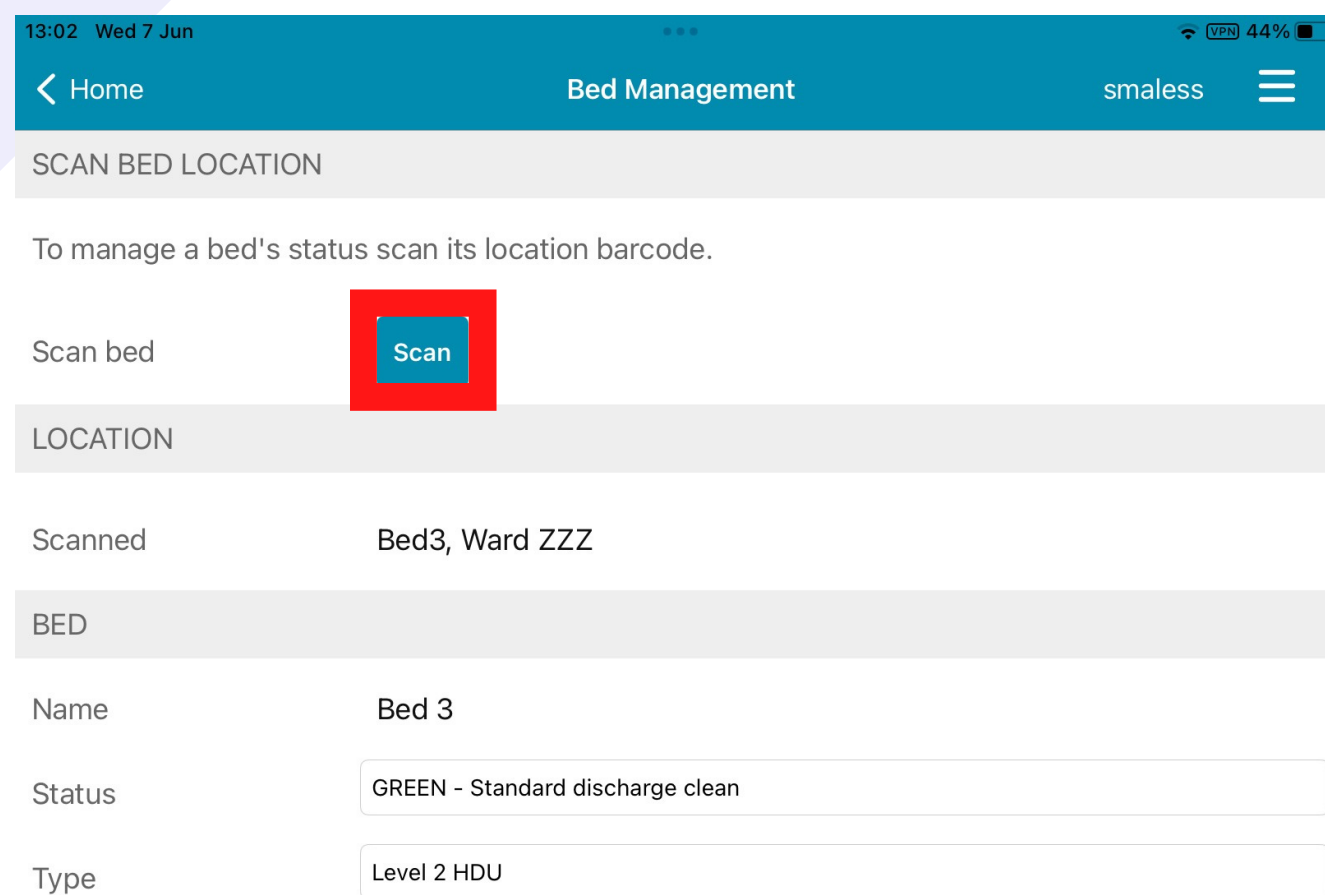 13:02 Wed 7 Jun VPN 44%
Home Bed Management smaless
SCAN BED LOCATION
To manage a bed's status scan its location barcode.
Scan bed Scan
LOCATION
Scanned Bed3, Ward ZZZ
BED
Name Bed 3
Status GREEN - Standard discharge clean
Type Level 2 HDU